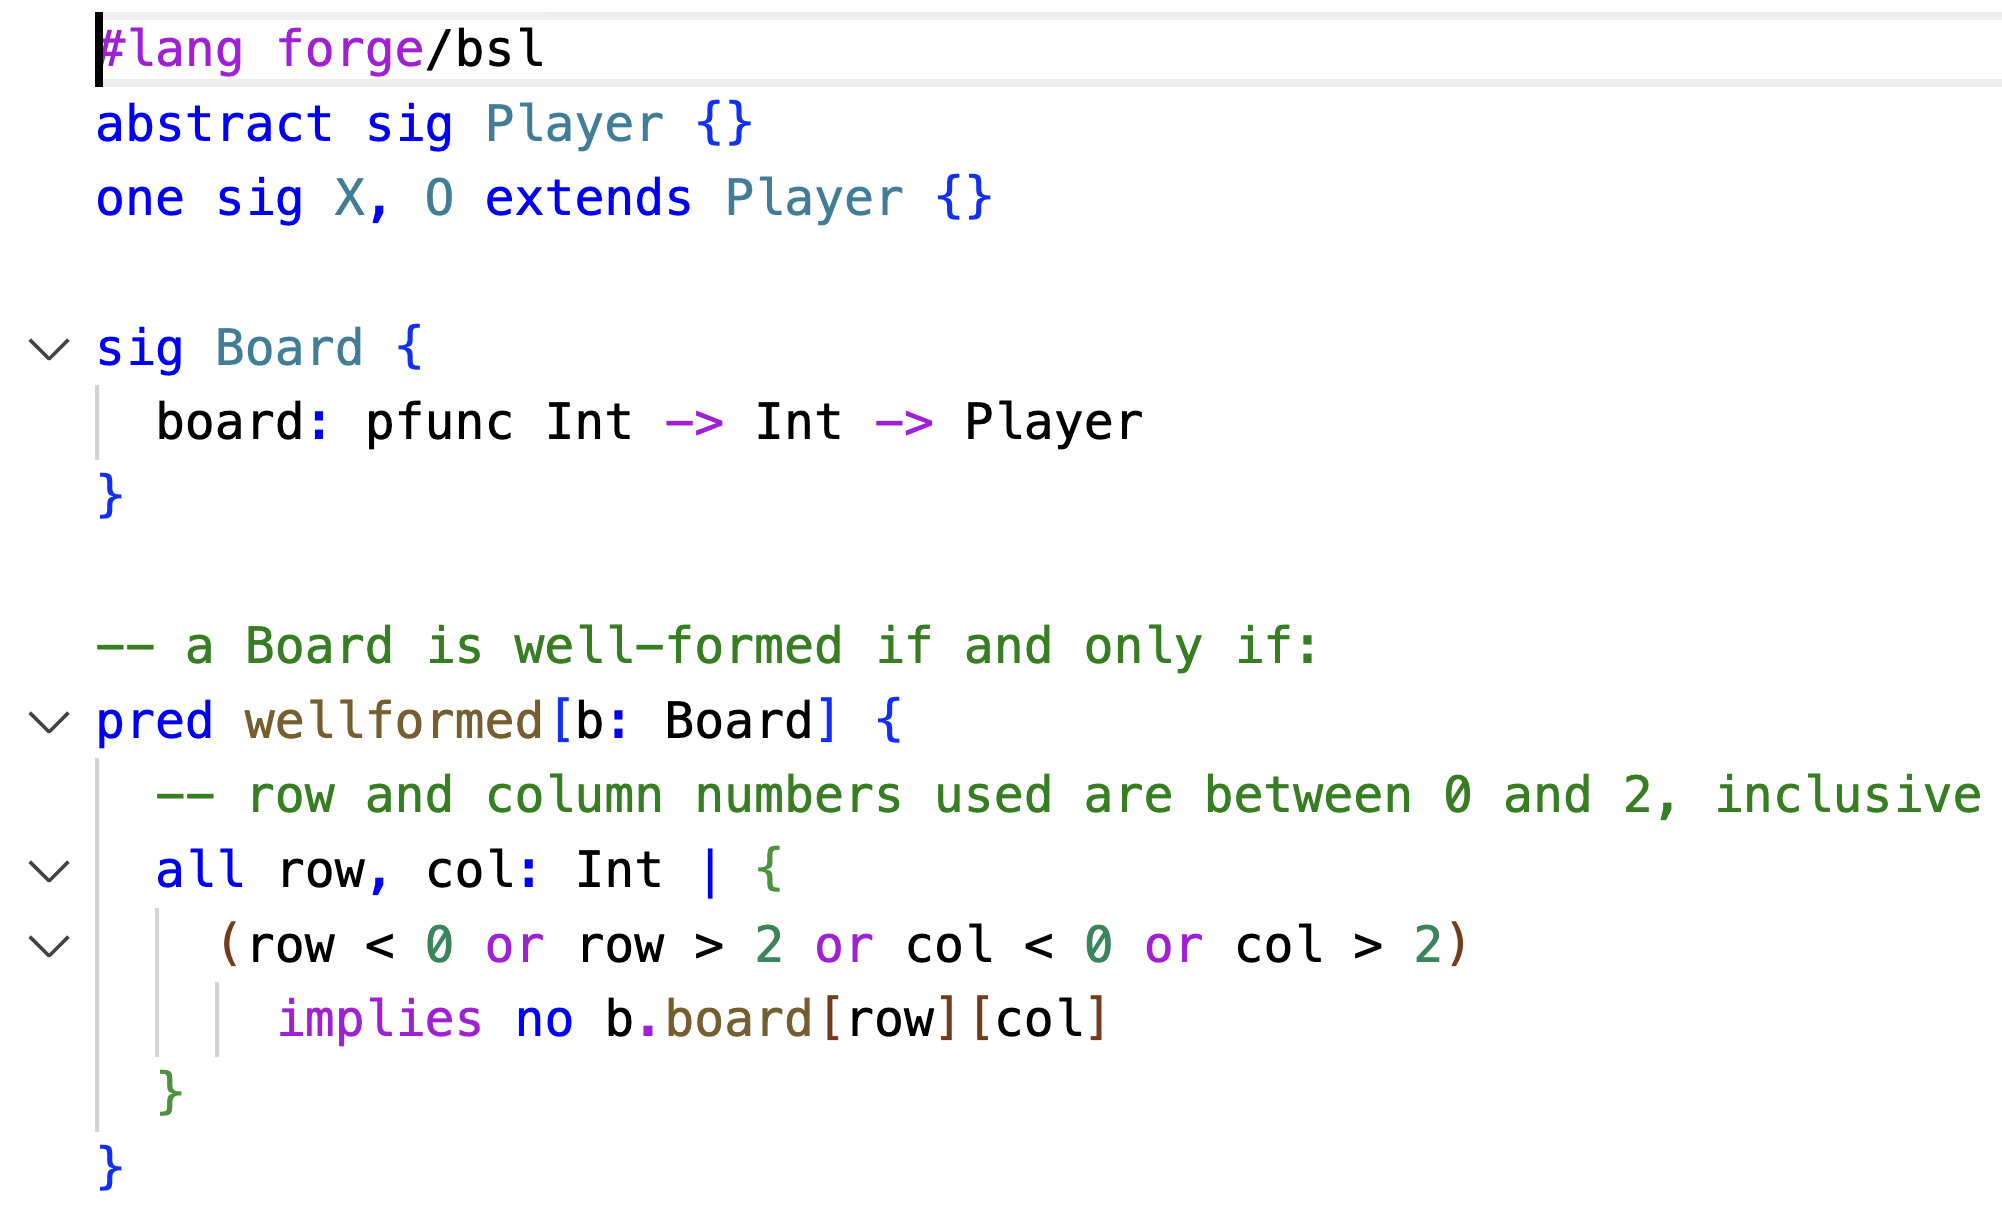 #lang forge/bsl
abstract sig Player {}
one sig X, O extends Player {}
sig Board {
board: pfunc Int -> Int -> Player
}
-- a Board is well-formed if and only if:
pred wellformed[b: Board] {
-- row and column numbers used are between 0 and 2, inclusive
all row, col: Int | {
(row < 0 or row > 2 or col < 0 or col > 2)
implies no b.board[row][col]
}
}